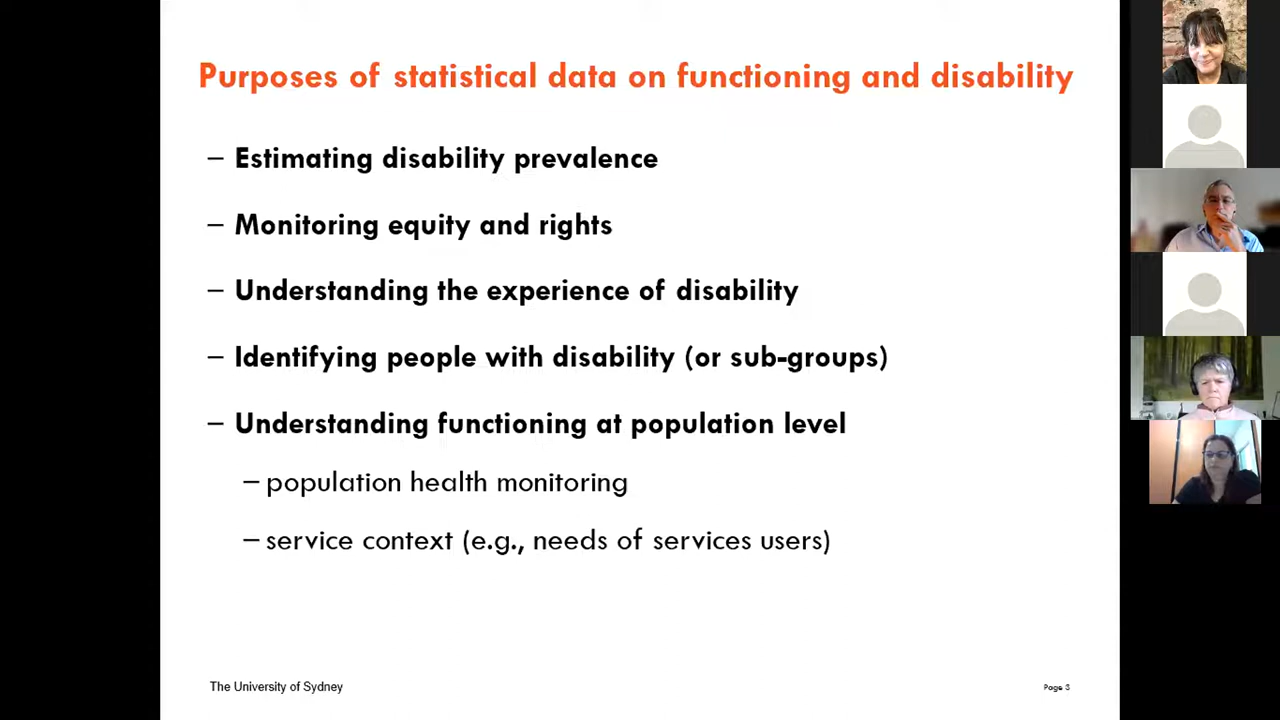 Purposes of statistical data on functioning and disability
– Estimating disability prevalence
– Monitoring equity and rights
– Understanding the experience of disability
– Identifying people with disability (or sub-groups)
– Understanding functioning at population level
– population health monitoring
– service context (e.g., needs of services users)
The University of Sydney
Page 3